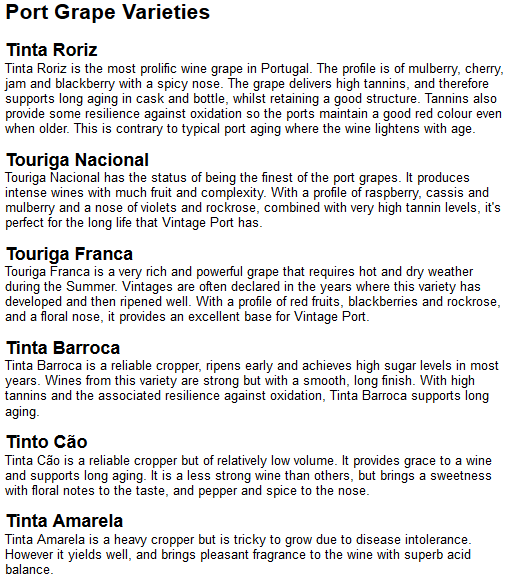 Port Grape Varieties
Tinta Roriz
Tinta Roriz is the most prolific wine grape in Portugal. The profile is of mulberry, cherry,
jam and blackberry with a spicy nose. The grape delivers high tannins, and therefore
supports long aging in cask and bottle, whilst retaining a good structure. Tannins also
provide some resilience against oxidation so the ports maintain a good red colour even
when older. This is contrary to typical port aging where the wine lightens with age.
Touriga Nacional
Touriga Nacional has the status of being the finest of the port grapes. It produces
intense wines with much fruit and complexity. With a profile of raspberry, cassis and
mulberry and a nose of violets and rockrose, combined with very high tannin levels, it's
perfect for the long life that Vintage Port has.
Touriga Franca
Touriga Franca is a very rich and powerful grape that requires hot and dry weather
during the Summer. Vintages are often declared in the years where this variety has
developed and then ripened well. With a profile of red fruits, blackberries and rockrose,
and a floral nose, it provides an excellent base for Vintage Port.
Tinta Barroca
Tinta Barroca is a reliable cropper, ripens early and achieves high sugar levels in most
years. Wines from this variety are strong but with a smooth, long finish. With high
tannins and the associated resilience against oxidation, Tinta Barroca supports long
aging.
Tinto Cão
Tinta Cão is a reliable cropper but of relatively low volume. It provides grace to a wine
and supports long aging. It is a less strong wine than others, but brings a sweetness
with floral notes to the taste, and pepper and spice to the nose.
Tinta Amarela
Tinta Amarela is a heavy cropper but is tricky to grow due to disease intolerance.
However it yields well, and brings pleasant fragrance to the wine with superb acid
balance.